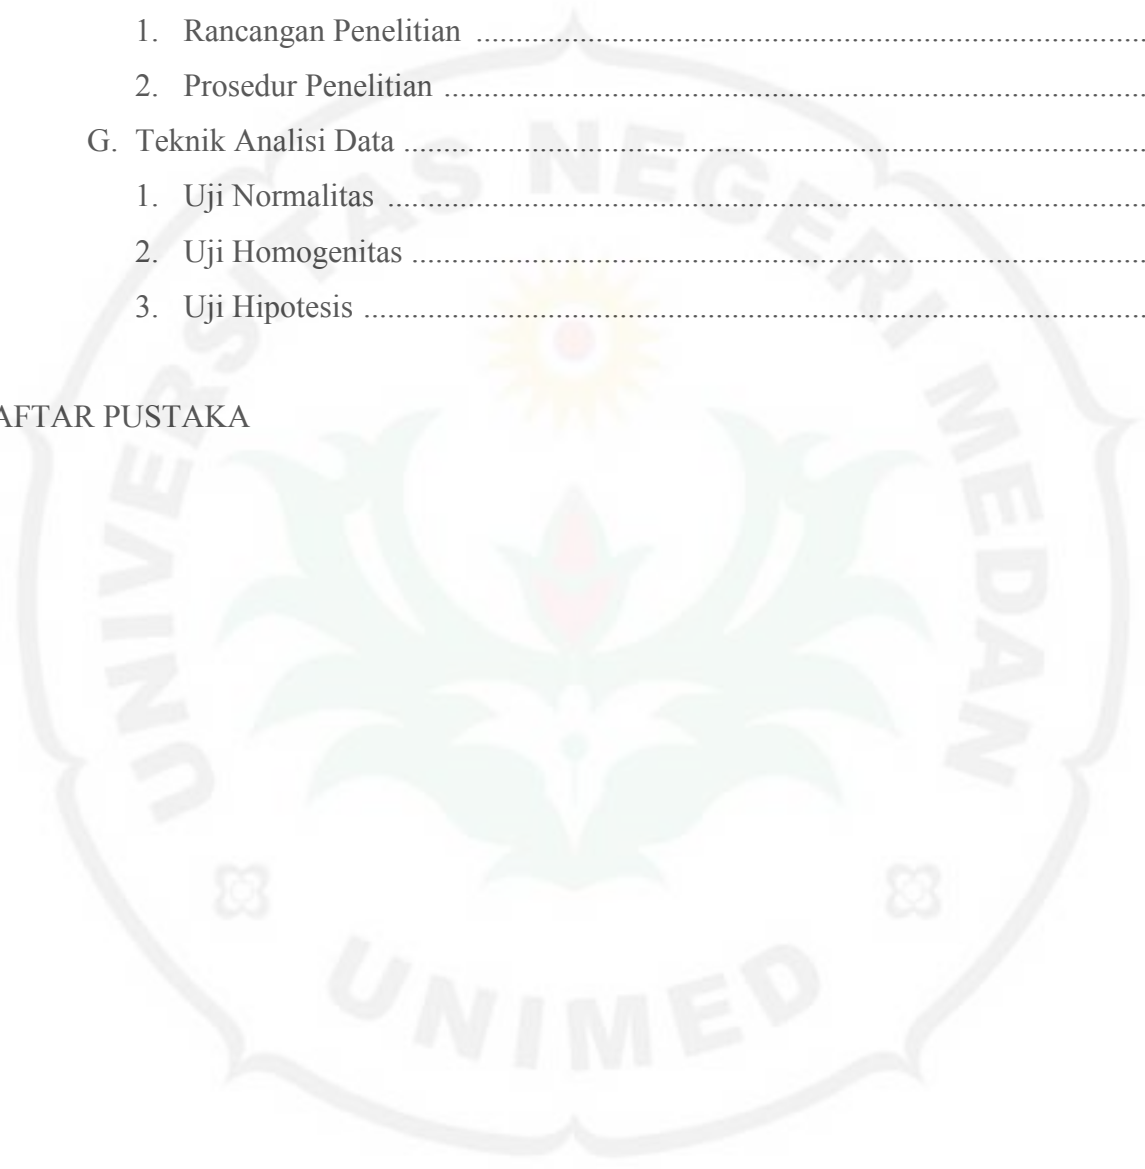 1. Rancangan Penelitian ........................................................................................
2. Prosedur Penelitian ............................................................................................
G. Teknik Analisi Data ..................................................................................................
1. Uji Normalitas ...................................................................................................
2. Uji Homogenitas ................................................................................................
3. Uji Hipotesis ......................................................................................................
AFTAR PUSTAKA
UNIVERSITAS NEGERI MEDAN
UNIMED